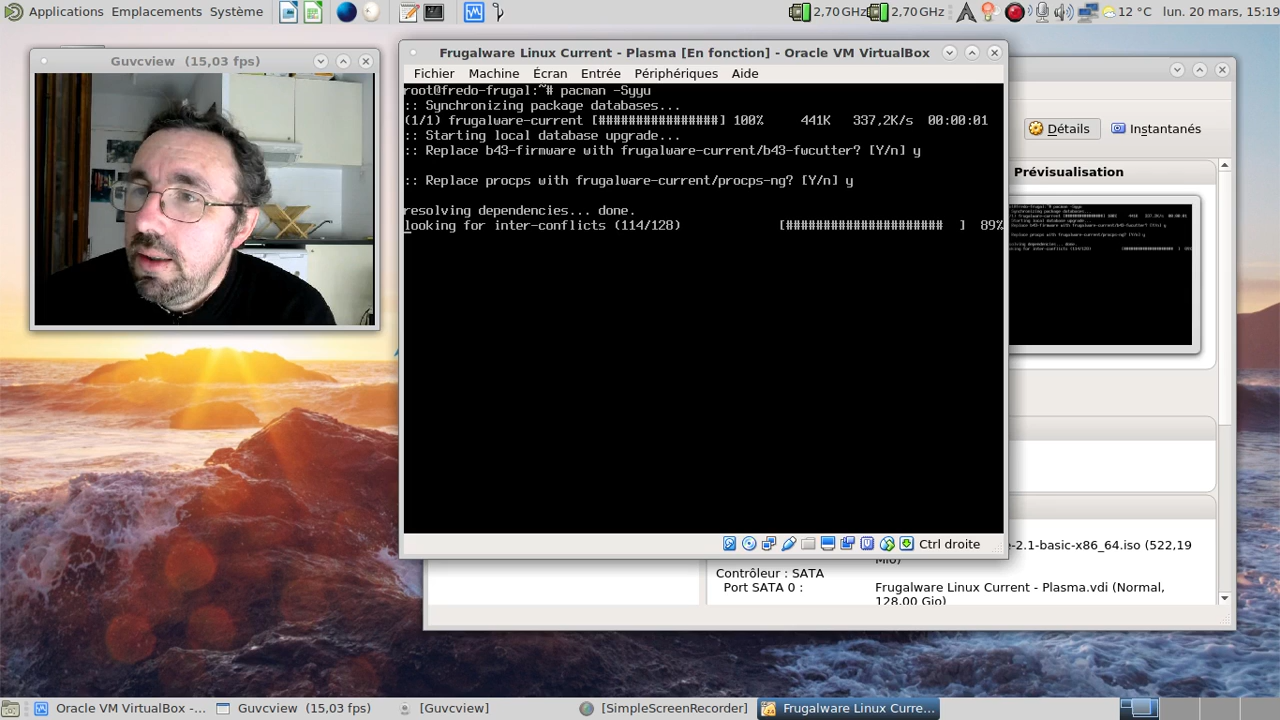 Applications Emplacements Système 2,70 GHz 2,70 GHz 12 °C lun. 20 mars, 15:19
Guvcview (15,03 fps)
Frugalware Linux Current - Plasma [En fonction] - Oracle VM VirtualBox
Fichier Machine Écran Entrée Périphériques Aide
root@fredo-frugal:~# pacman -Syyu
:: Synchronizing package databases...
(1/1) frugalware-current [################] 100% 441K 337,2K/s 00:00:01
:: Starting local database upgrade...
:: Replace b43-firmware with frugalware-current/b43-fwcutter? [Y/n] y
:: Replace procps with frugalware-current/procps-ng? [Y/n] y
resolving dependencies... done.
looking for inter-conflicts (114/128) [##################### ] 89%
Ctrl droite
Détails Instantanés
Prévisualisation
e-2.1-basic-x86_64.iso (522,19
Mio)
Contrôleur : SATA
Port SATA 0 : Frugalware Linux Current - Plasma.vdi (Normal,
128,00 Gio)
Oracle VM VirtualBox -... Guvcview (15,03 fps) [Guvcview] [SimpleScreenRecorder] Frugalware Linux Curre...